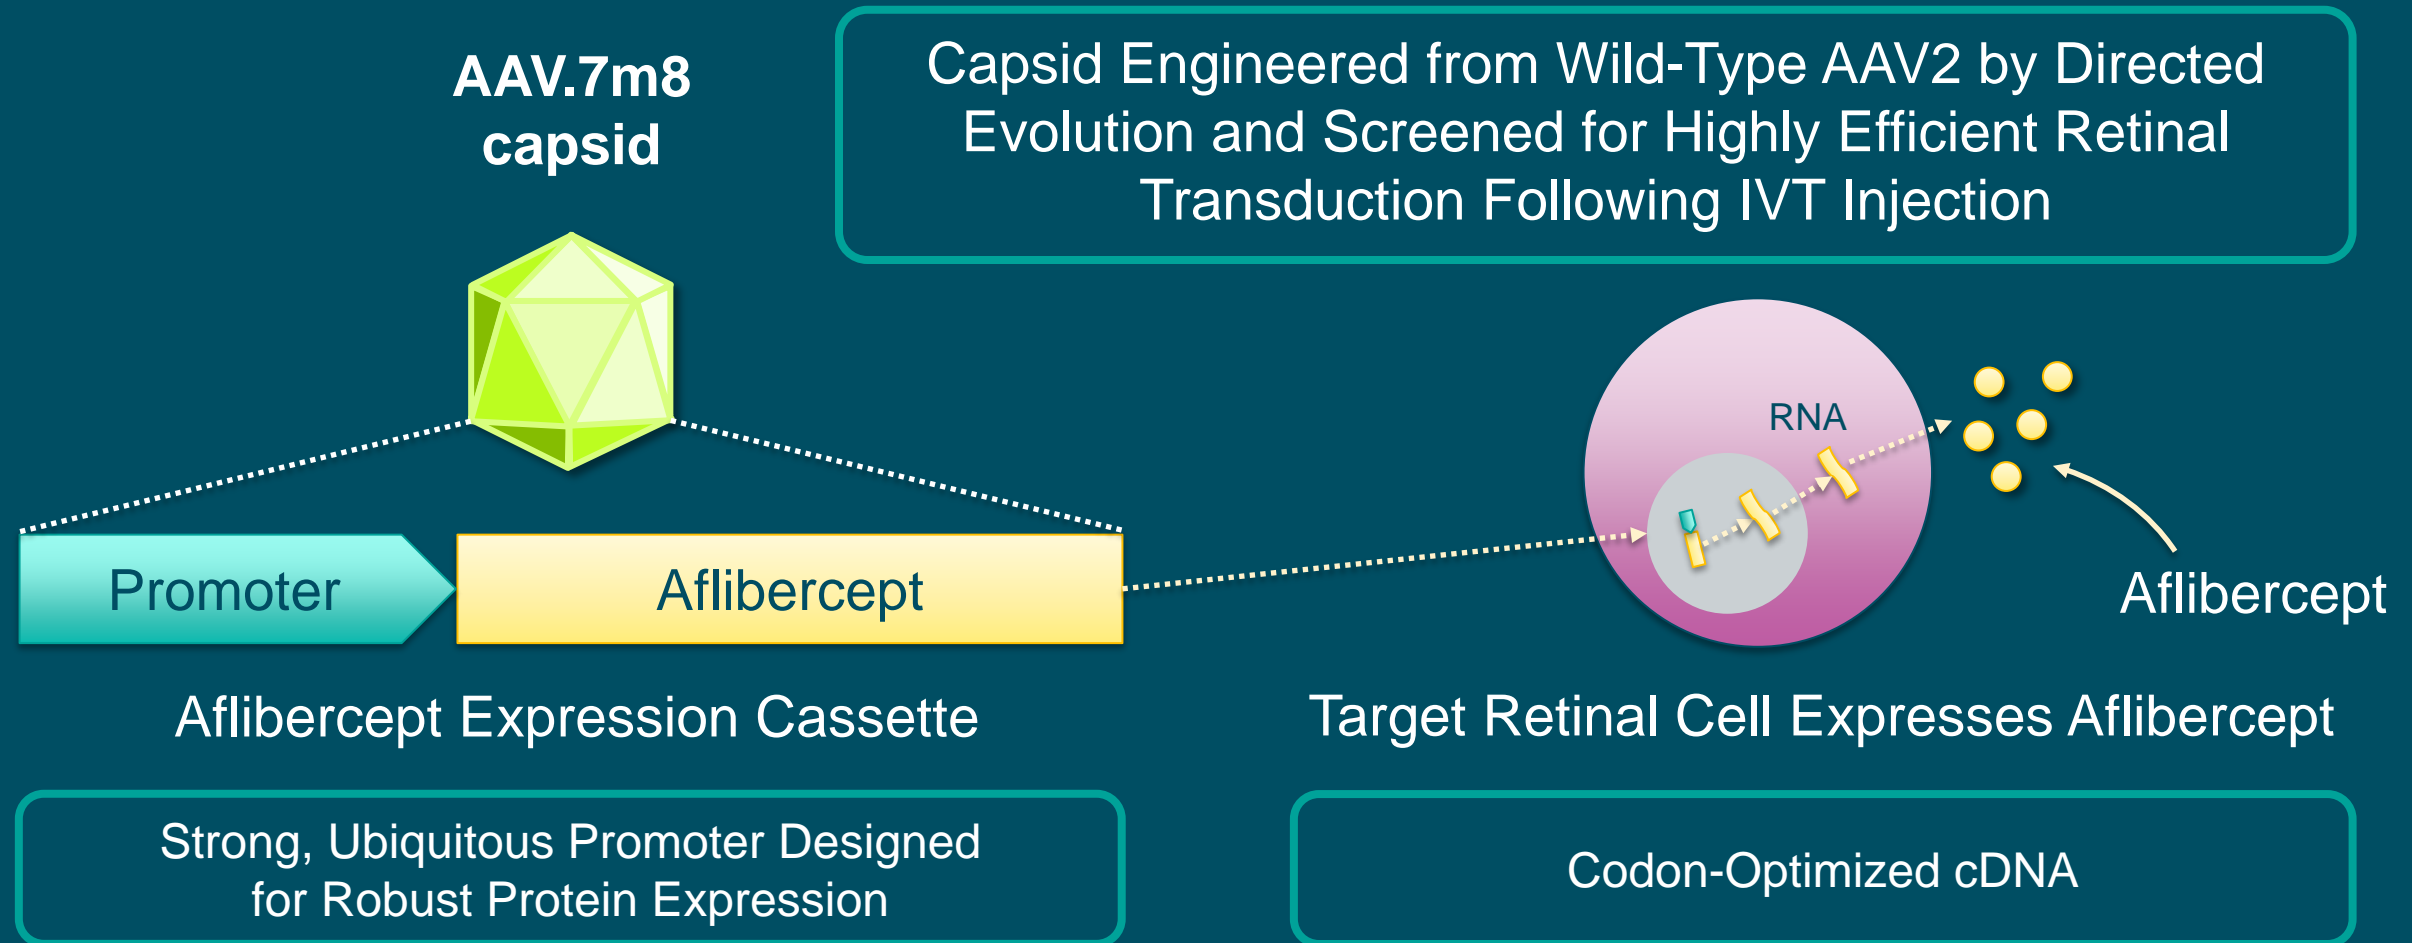 AAV.7m8
capsid
Capsid Engineered from Wild-Type AAV2 by Directed
Evolution and Screened for Highly Efficient Retinal
Transduction Following IVT Injection
RNA
Promoter
Aflibercept
Aflibercept
Aflibercept Expression Cassette
Target Retinal Cell Expresses Aflibercept
Strong, Ubiquitous Promoter Designed
for Robust Protein Expression
Codon-Optimized cDNA